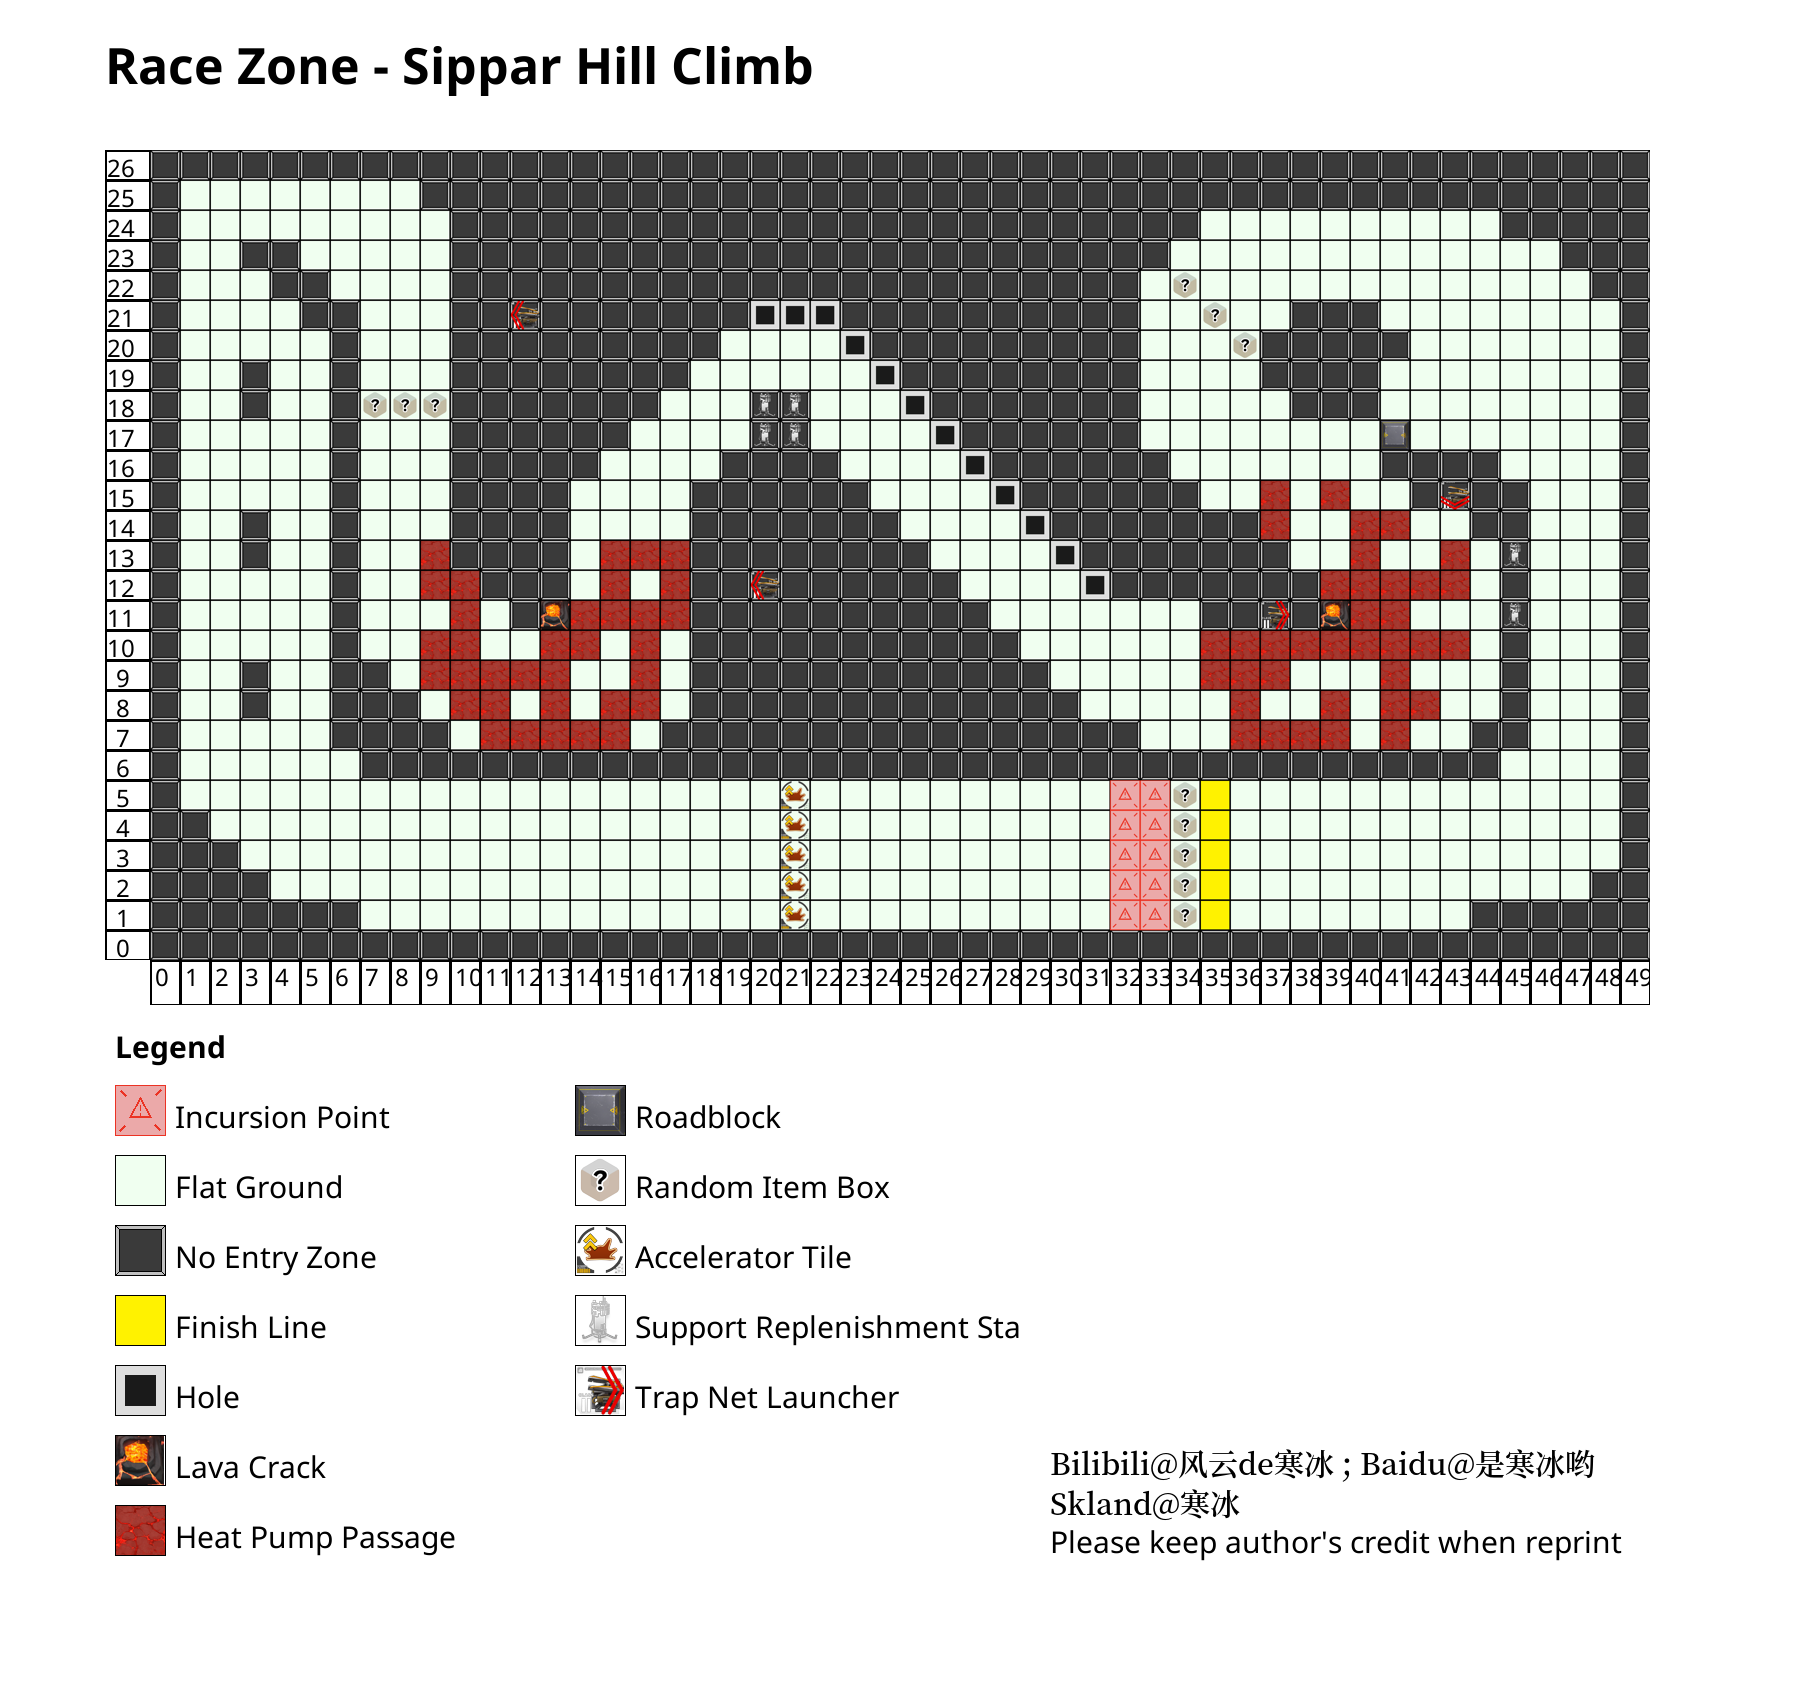 Race Zone - Sippar Hill Climb
26
25
24
23
22
21
20
19
18
17
16
15
14
13
12
11
10
9
8
7
6
5
4
3
2
1
0
0 1 2 3 4 5 6 7 8 9 10 11 12 13 14 15 16 17 18 19 20 21 22 23 24 25 26 27 28 29 30 31 32 33 34 35 36 37 38 39 40 41 42 43 44 45 46 47 48 49
Legend
Incursion Point
Roadblock
Flat Ground
Random Item Box
No Entry Zone
Accelerator Tile
Finish Line
Support Replenishment Sta
Hole
Trap Net Launcher
Lava Crack
Heat Pump Passage
Bilibili@风云de寒冰 ; Baidu@是寒冰哟
Skland@寒冰
Please keep author's credit when reprint